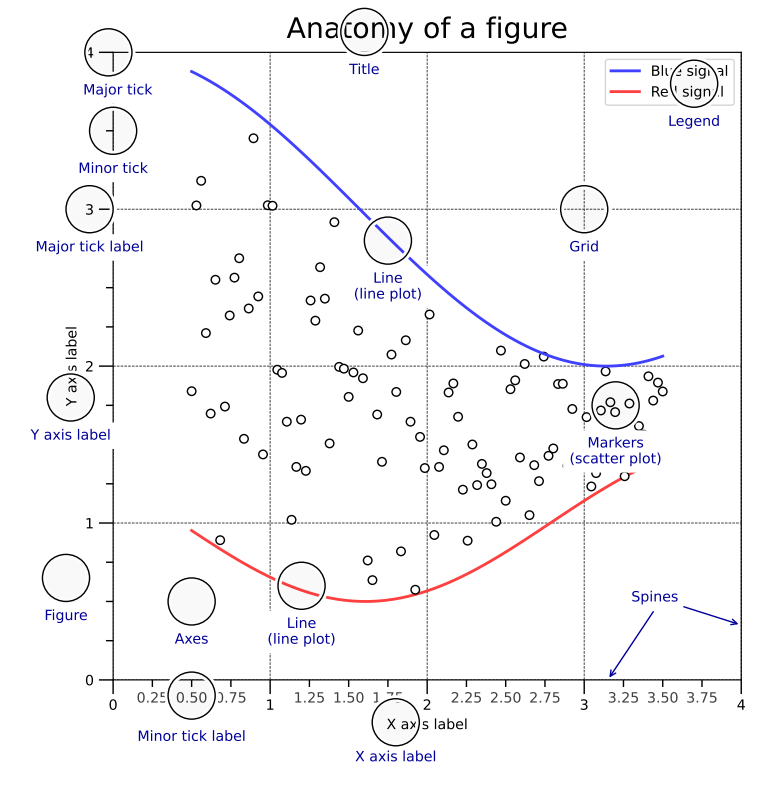 Anatomy of a figure
Title
4
Major tick
Blue signal
Red signal
Legend
Minor tick
3
Major tick label
Grid
Line
(line plot)
2
Y axis label
Y axis label
Markers
(scatter plot)
1
Figure
Axes
Line
(line plot)
Spines
0
0.25 0.50 0.75 1.25 1.50 1.75 2.25 2.50 2.75 3.25 3.50 3.75
0 1 2 3 4
X axis label
Minor tick label
X axis label